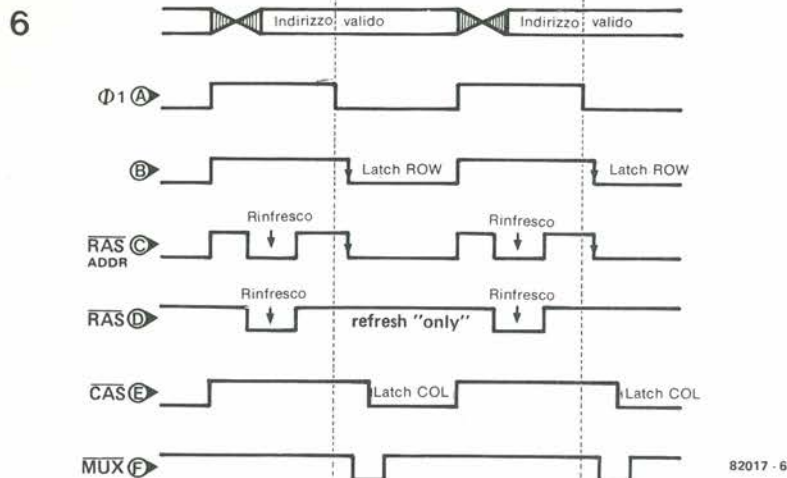 6
Indirizzo valido Indirizzo valido
Φ1 A
B Latch ROW Latch ROW
Rinfresco Rinfresco
RAS C
ADDR
Rinfresco Rinfresco
RAS D refresh "only"
CAS E Latch COL Latch COL
MUX F
82017 - 6